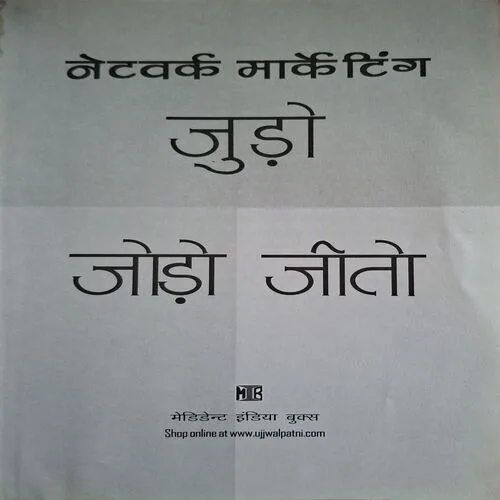 नेटवर्क मार्केटिंग
जुड़ो
जोड़ो जीतो
MIB
मेडिडेन्ट इंडिया बुक्स
Shop online at www.ujjwalpatni.com